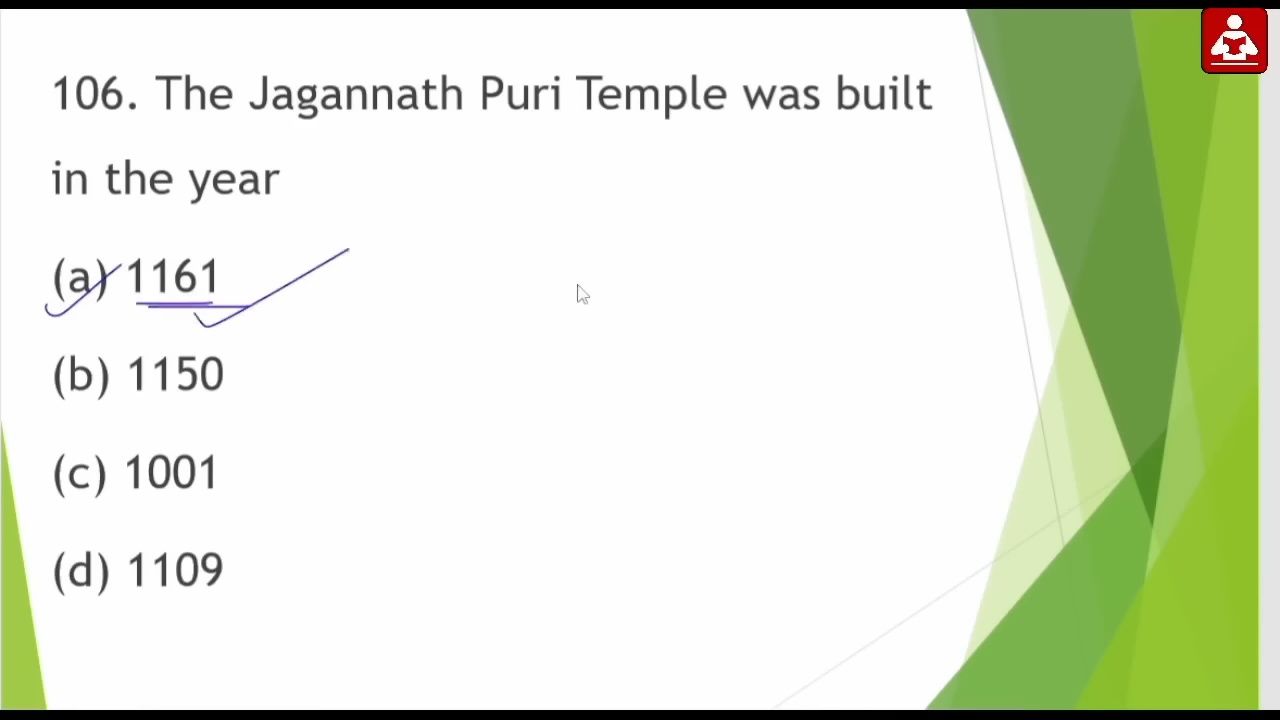 106. The Jagannath Puri Temple was built
in the year
(a) 1161
(b) 1150
(c) 1001
(d) 1109